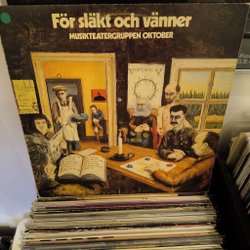 För släkt och vänner
MUSIKTEATERGRUPPEN OKTOBER